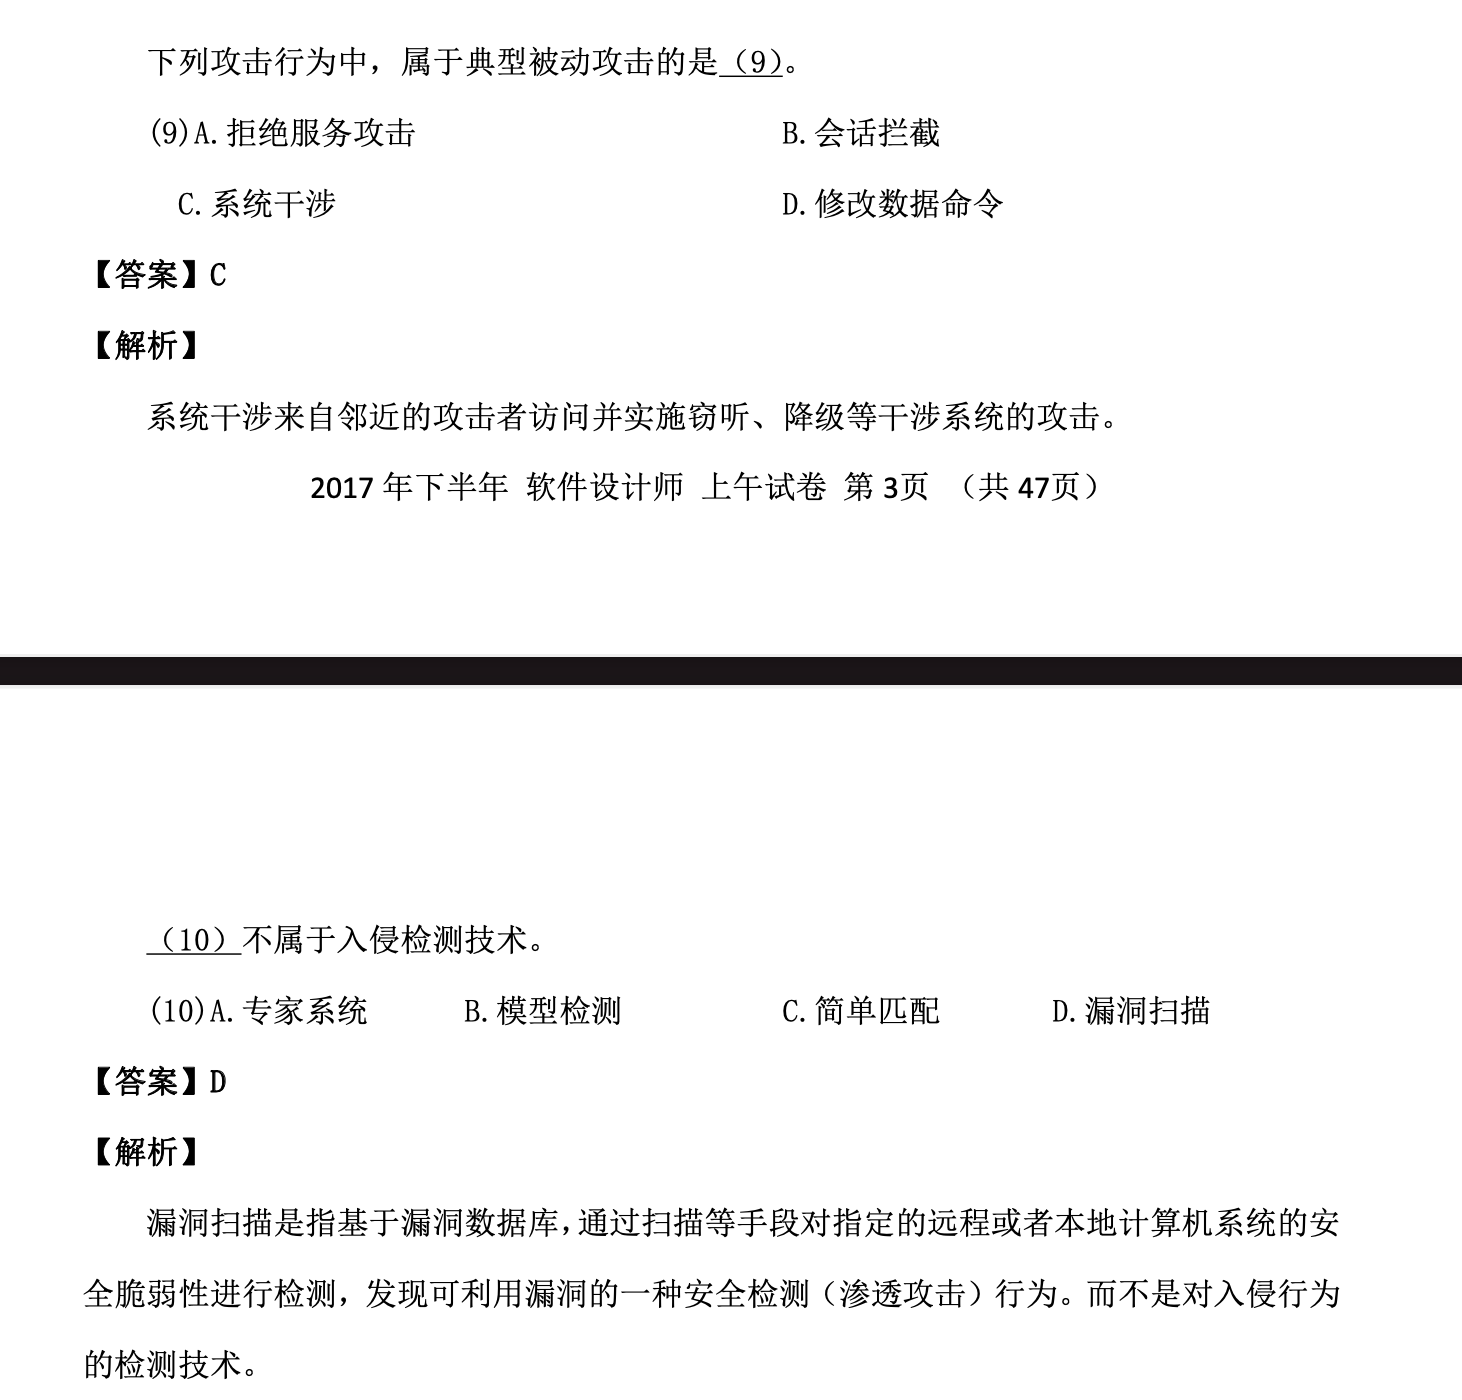 下列攻击行为中，属于典型被动攻击的是（9）。
(9)A.拒绝服务攻击 B.会话拦截
C.系统干涉 D.修改数据命令
【答案】C
【解析】
系统干涉来自邻近的攻击者访问并实施窃听、降级等干涉系统的攻击。
2017 年下半年 软件设计师 上午试卷 第 3页 （共 47页）
（10）不属于入侵检测技术。
(10)A.专家系统 B.模型检测 C.简单匹配 D.漏洞扫描
【答案】D
【解析】
漏洞扫描是指基于漏洞数据库,通过扫描等手段对指定的远程或者本地计算机系统的安
全脆弱性进行检测，发现可利用漏洞的一种安全检测（渗透攻击）行为。而不是对入侵行为
的检测技术。